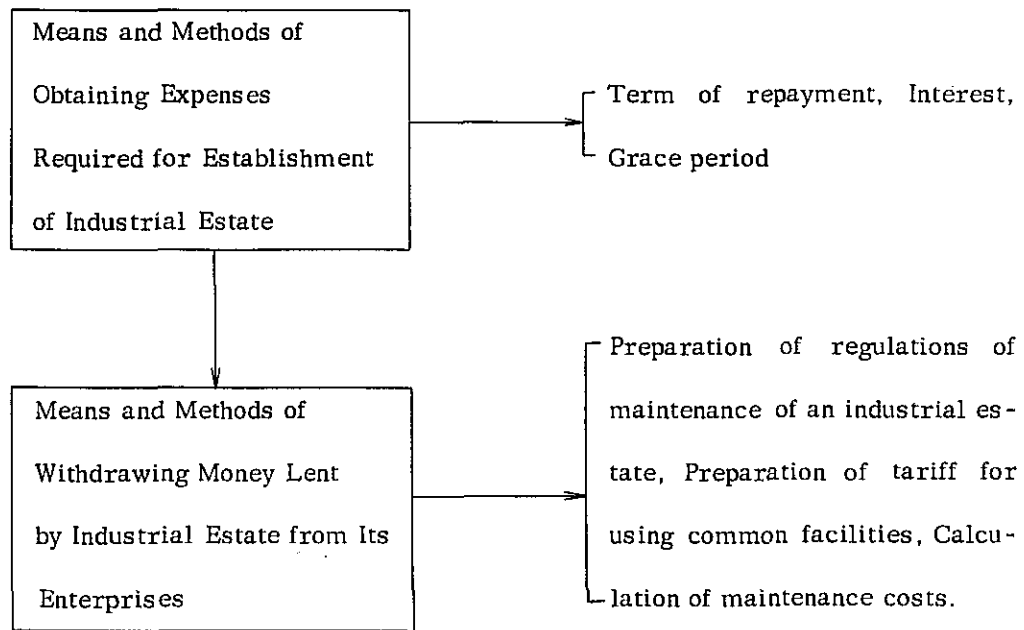 Means and Methods of
Obtaining Expenses
Required for Establishment
of Industrial Estate
Term of repayment, Interest,
Grace period
Means and Methods of
Withdrawing Money Lent
by Industrial Estate from Its
Enterprises
Preparation of regulations of
maintenance of an industrial es-
tate, Preparation of tariff for
using common facilities, Calcu-
lation of maintenance costs.